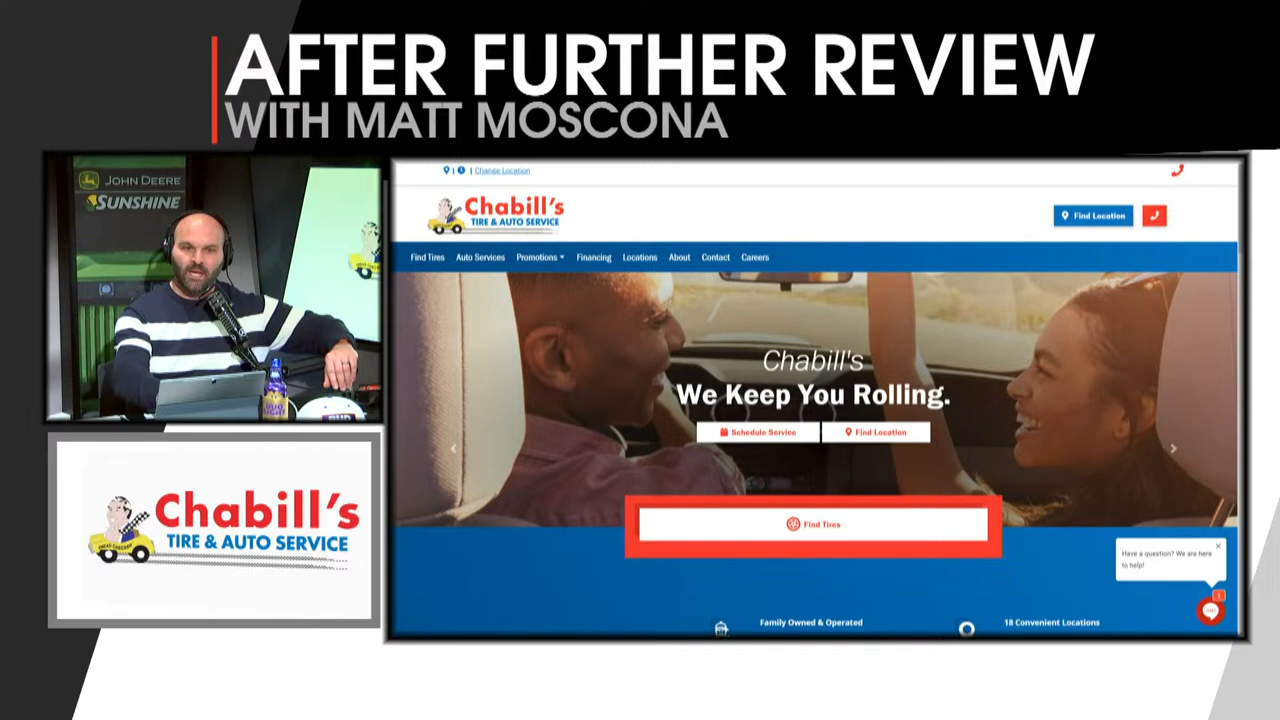 AFTER FURTHER REVIEW
WITH MATT MOSCONA
JOHN DEERE
SUNSHINE
Change Location
Chabill's
TIRE & AUTO SERVICE
Find Location
Find Tires
Auto Services
Promotions
Financing
Locations
About
Contact
Careers
Chabill's
We Keep You Rolling.
Schedule Service
Find Location
Find Tires
Have a question? We are here
to help!
Family Owned & Operated
18 Convenient Locations
Chabill's
TIRE & AUTO SERVICE